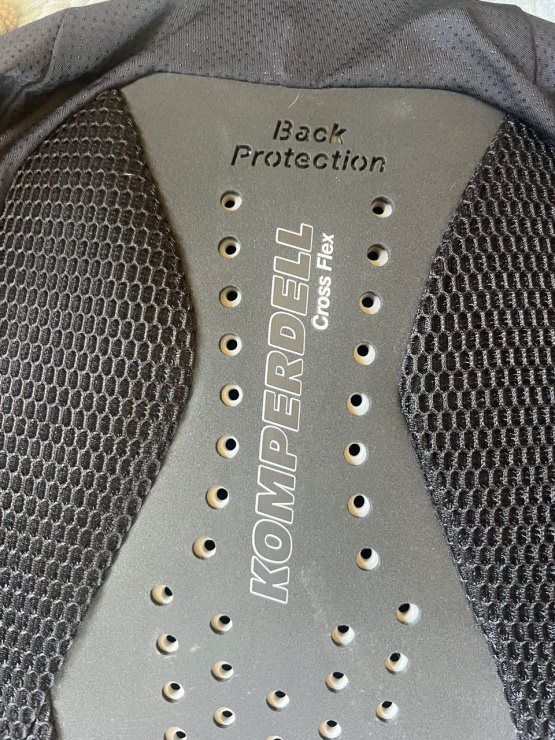 Back
Protection
KOMPERDELL
Cross Flex